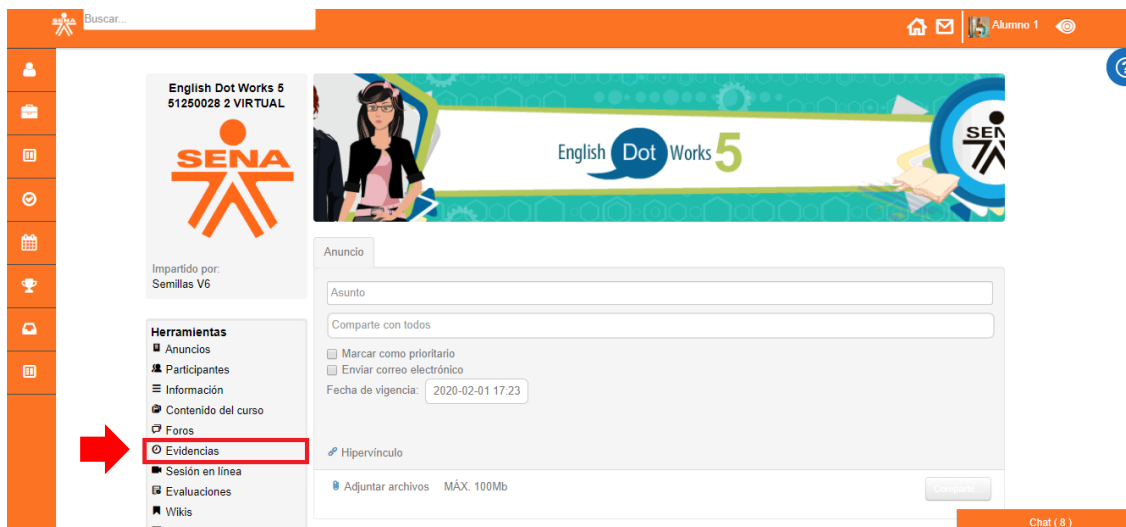 SENA
Buscar...
Alumno 1
English Dot Works 5
51250028 2 VIRTUAL
SENA
Impartido por:
Semillas V6
English Dot Works 5
SEN
Anuncio
Asunto
Comparte con todos
Marcar como prioritario
Enviar correo electrónico
Fecha de vigencia: 2020-02-01 17:23
Hipervínculo
Adjuntar archivos MÁX. 100Mb
Herramientas
Anuncios
Participantes
Información
Contenido del curso
Foros
Evidencias
Sesión en línea
Evaluaciones
Wikis
Chat ( 8 )